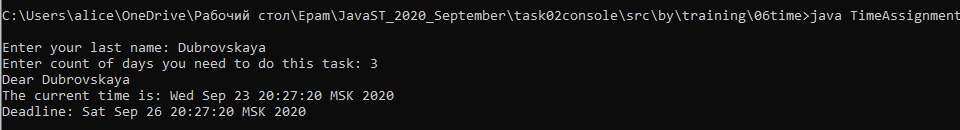 C:\Users\alice\OneDrive\Рабочий стол\Epam\JavaST_2020_September\task02console\src\by\training\06time>java TimeAssignment
Enter your last name: Dubrovskaya
Enter count of days you need to do this task: 3
Dear Dubrovskaya
The current time is: Wed Sep 23 20:27:20 MSK 2020
Deadline: Sat Sep 26 20:27:20 MSK 2020